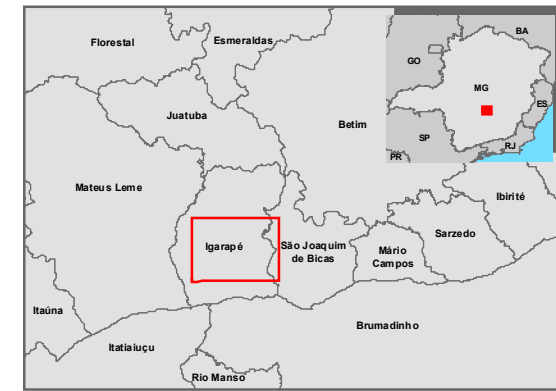 Florestal
Esmeraldas
BA
GO
MG
ES
SP
RJ
PR
Juatuba
Betim
Mateus Leme
Ibirité
Igarapé
São Joaquim
de Bicas
Mário
Campos
Sarzedo
Itaúna
Brumadinho
Itatiaiuçu
Rio Manso